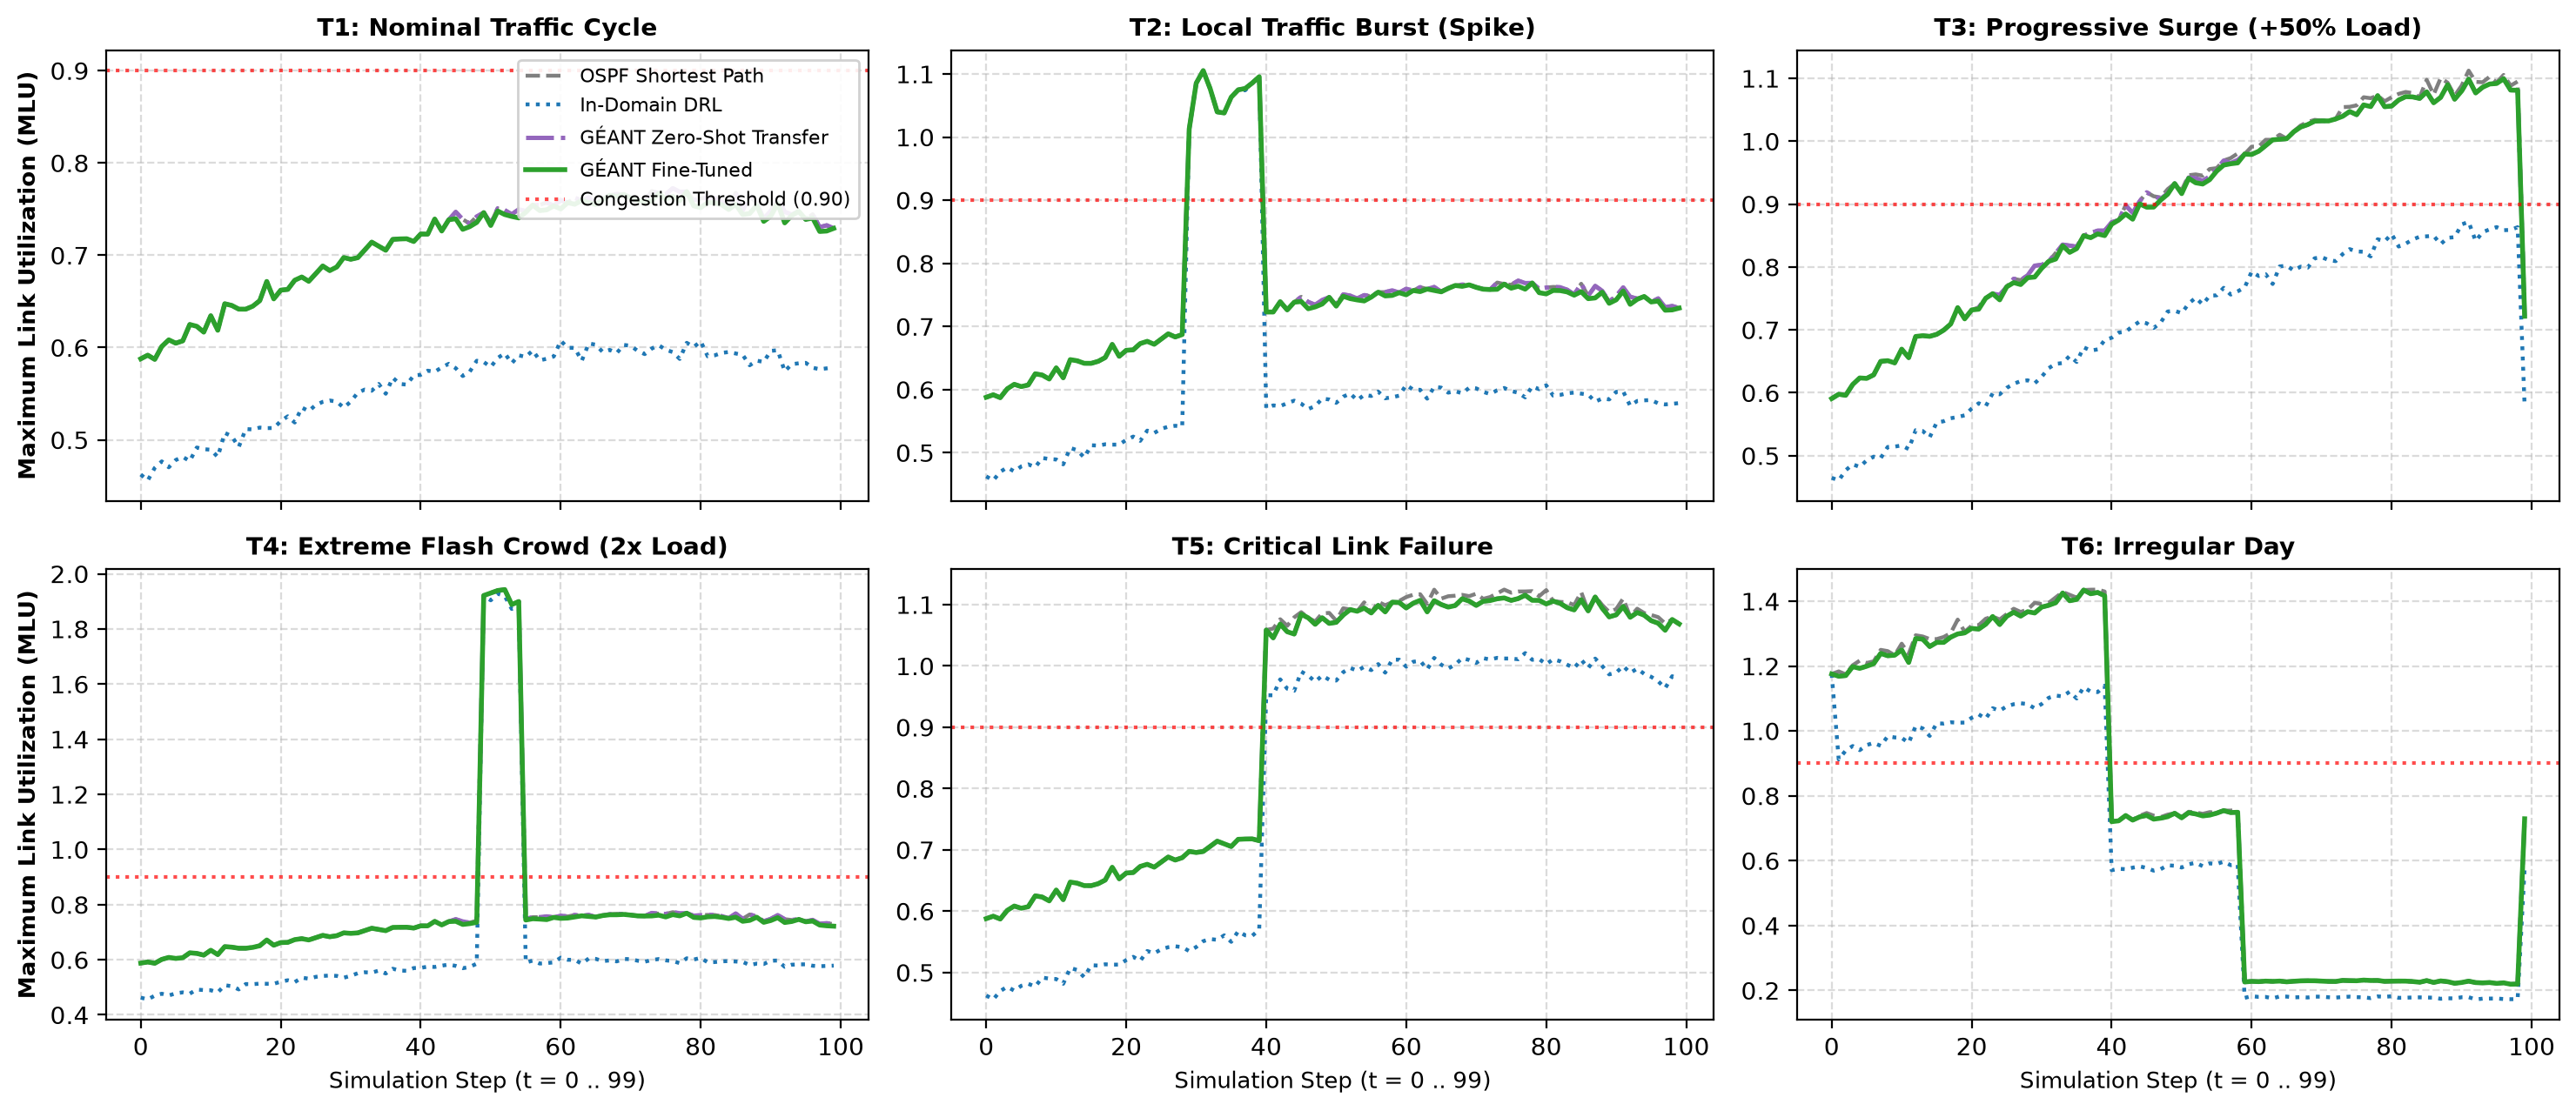 T1: Nominal Traffic Cycle
Maximum Link Utilization (MLU)
0.9
0.8
0.7
0.6
0.5
OSPF Shortest Path
In-Domain DRL
GÉANT Zero-Shot Transfer
GÉANT Fine-Tuned
Congestion Threshold (0.90)
T2: Local Traffic Burst (Spike)
1.1
1.0
0.9
0.8
0.7
0.6
0.5
T3: Progressive Surge (+50% Load)
1.1
1.0
0.9
0.8
0.7
0.6
0.5
T4: Extreme Flash Crowd (2x Load)
Maximum Link Utilization (MLU)
2.0
1.8
1.6
1.4
1.2
1.0
0.8
0.6
0.4
0 20 40 60 80 100
Simulation Step (t = 0 .. 99)
T5: Critical Link Failure
1.1
1.0
0.9
0.8
0.7
0.6
0.5
0 20 40 60 80 100
Simulation Step (t = 0 .. 99)
T6: Irregular Day
1.4
1.2
1.0
0.8
0.6
0.4
0.2
0 20 40 60 80 100
Simulation Step (t = 0 .. 99)